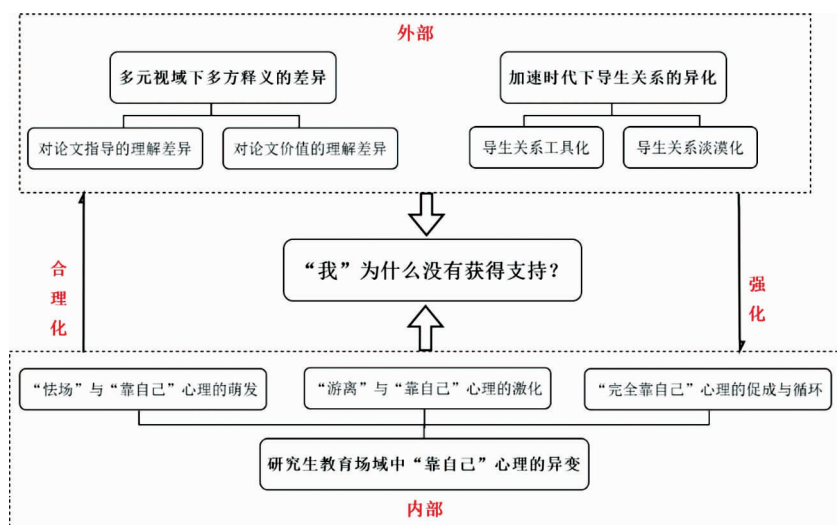 外部
多元视域下多方释义的差异
加速时代下导生关系的异化
对论文指导的理解差异
对论文价值的理解差异
导生关系工具化
导生关系淡漠化
合理化
“我”为什么没有获得支持？
强化
“怯场”与“靠自己”心理的萌发
“游离”与“靠自己”心理的激化
“完全靠自己”心理的促成与循环
研究生教育场域中“靠自己”心理的异变
内部